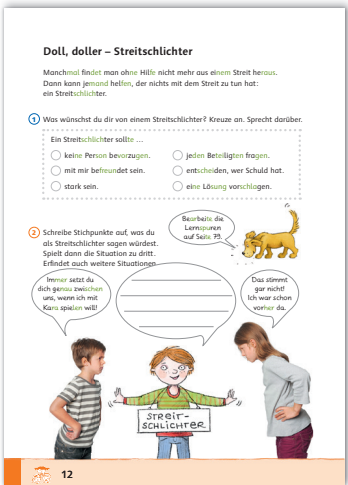 Doll, doller – Streitschlichter
Manchmal findet man ohne Hilfe nicht mehr aus einem Streit heraus.
Dann kann jemand helfen, der nichts mit dem Streit zu tun hat:
ein Streitschlichter.
1 Was wünschst du dir von einem Streitschlichter? Kreuze an. Sprecht darüber.
Ein Streitschlichter sollte …
keine Person bevorzugen.
mit mir befreundet sein.
stark sein.
jeden Beteiligten fragen.
entscheiden, wer Schuld hat.
eine Lösung vorschlagen.
2 Schreibe Stichpunkte auf, was du
als Streitschlichter sagen würdest.
Spielt dann die Situation zu dritt.
Erfindet auch weitere Situationen
Bearbeite die
Lernspuren
auf Seite 79.
Immer setzt du
dich genau zwischen
uns, wenn ich mit
Kara spielen will!
Das stimmt
gar nicht!
Ich war schon
vorher da.
STREIT-
SCHLICHTER
12